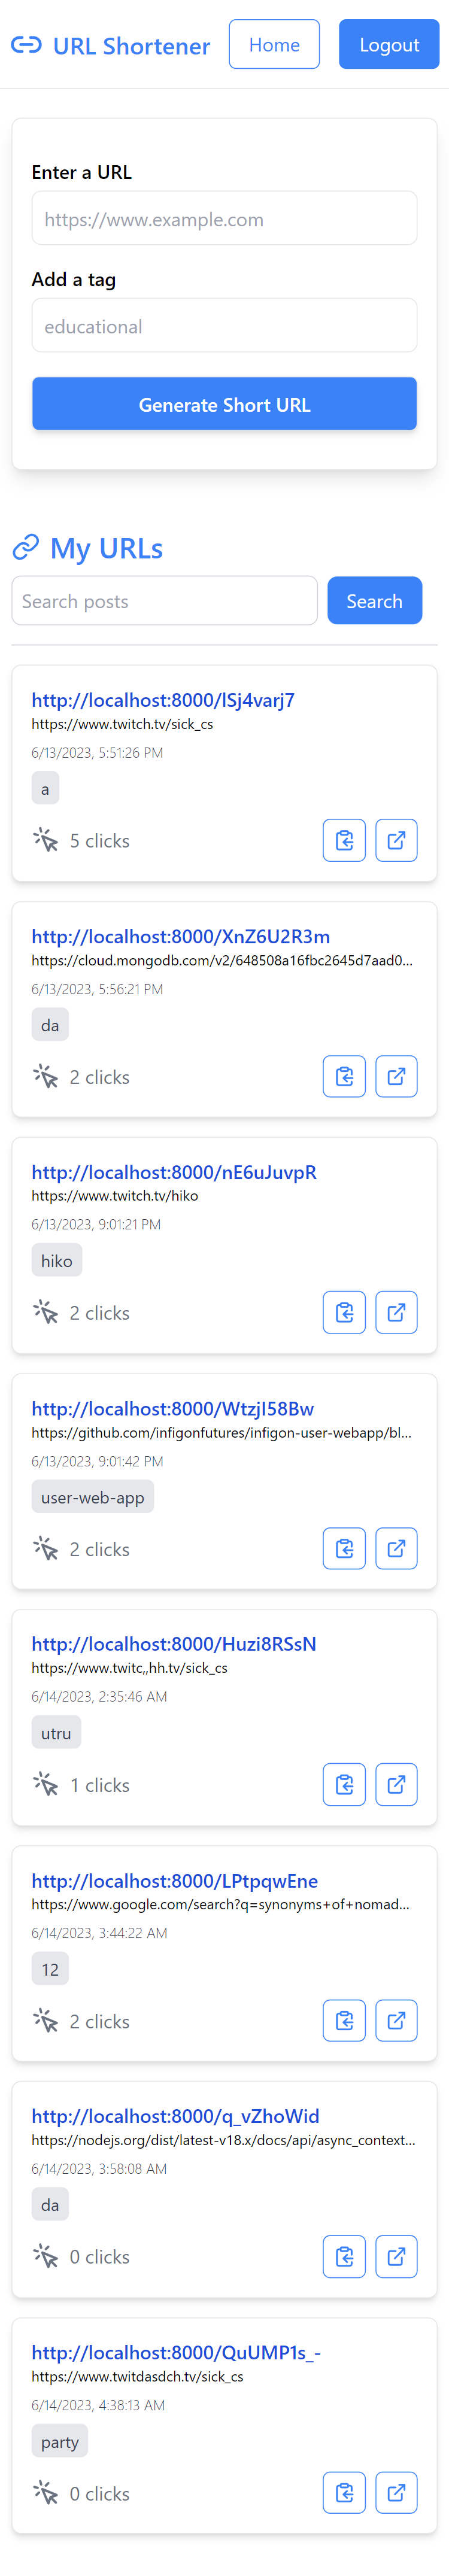 URL Shortener Home Logout
Enter a URL
https://www.example.com
Add a tag
educational
Generate Short URL
My URLs
Search posts Search
http://localhost:8000/lSj4varj7
https://www.twitch.tv/sick_cs
6/13/2023, 5:51:26 PM
a
5 clicks
http://localhost:8000/XnZ6U2R3m
https://cloud.mongodb.com/v2/648508a16fbc2645d7aad0...
6/13/2023, 5:56:21 PM
da
2 clicks
http://localhost:8000/nE6uJuvpR
https://www.twitch.tv/hiko
6/13/2023, 9:01:21 PM
hiko
2 clicks
http://localhost:8000/WtzjI58Bw
https://github.com/infigonfutures/infigon-user-webapp/bl...
6/13/2023, 9:01:42 PM
user-web-app
2 clicks
http://localhost:8000/Huzi8RSsN
https://www.twitc,,hh.tv/sick_cs
6/14/2023, 2:35:46 AM
utru
1 clicks
http://localhost:8000/LPtpqwEne
https://www.google.com/search?q=synonyms+of+nomad...
6/14/2023, 3:44:22 AM
12
2 clicks
http://localhost:8000/q_vZhoWid
https://nodejs.org/dist/latest-v18.x/docs/api/async_context...
6/14/2023, 3:58:08 AM
da
0 clicks
http://localhost:8000/QuUMP1s_-
https://www.twitdasdch.tv/sick_cs
6/14/2023, 4:38:13 AM
party
0 clicks